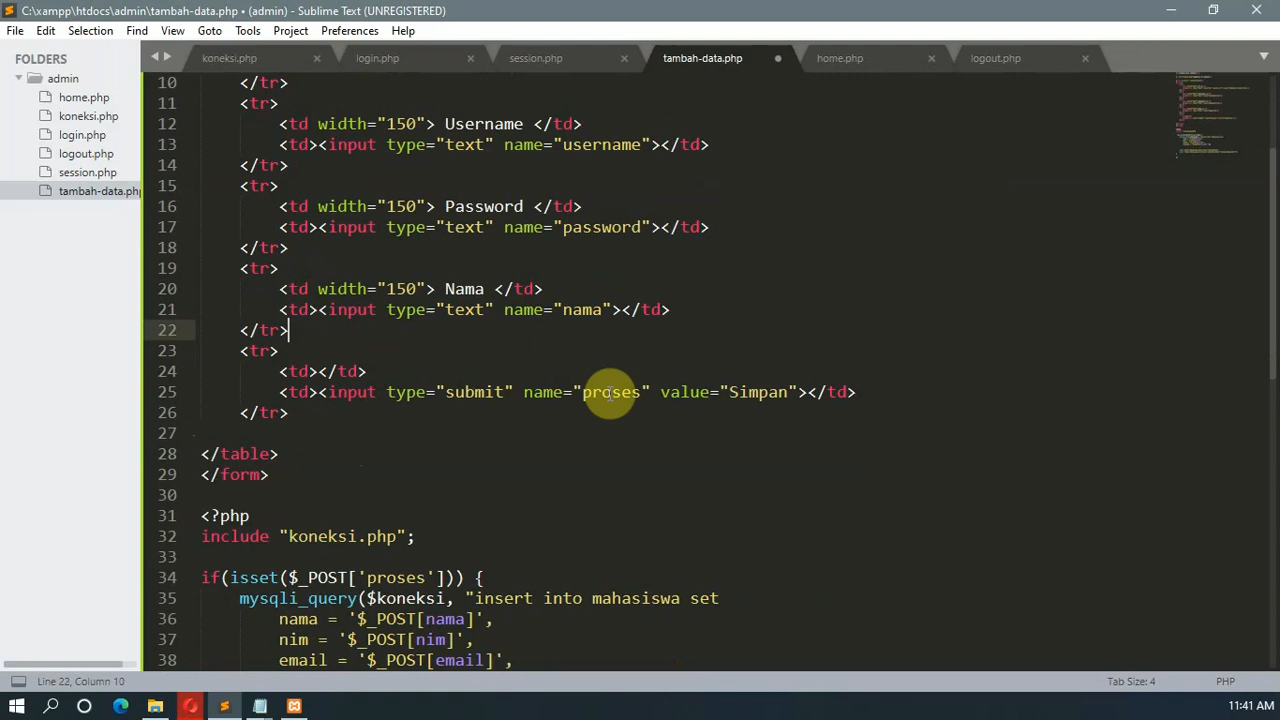 C:\xampp\htdocs\admin\tambah-data.php • (admin) - Sublime Text (UNREGISTERED)
File Edit Selection Find View Goto Tools Project Preferences Help
FOLDERS
admin
home.php
koneksi.php
login.php
logout.php
session.php
tambah-data.php
koneksi.php × login.php × session.php × tambah-data.php home.php × logout.php ×
10 </tr>
11 <tr>
12 <td width="150"> Username </td>
13 <td><input type="text" name="username"></td>
14 </tr>
15 <tr>
16 <td width="150"> Password </td>
17 <td><input type="text" name="password"></td>
18 </tr>
19 <tr>
20 <td width="150"> Nama </td>
21 <td><input type="text" name="nama"></td>
22 </tr>
23 <tr>
24 <td></td>
25 <td><input type="submit" name="proses" value="Simpan"></td>
26 </tr>
27
28 </table>
29 </form>
30
31 <?php
32 include "koneksi.php";
33
34 if(isset($_POST['proses'])) {
35 mysqli_query($koneksi, "insert into mahasiswa set
36 nama = '$_POST[nama]',
37 nim = '$_POST[nim]',
38 email = '$_POST[email]',
Line 22, Column 10
Tab Size: 4
PHP
11:41 AM